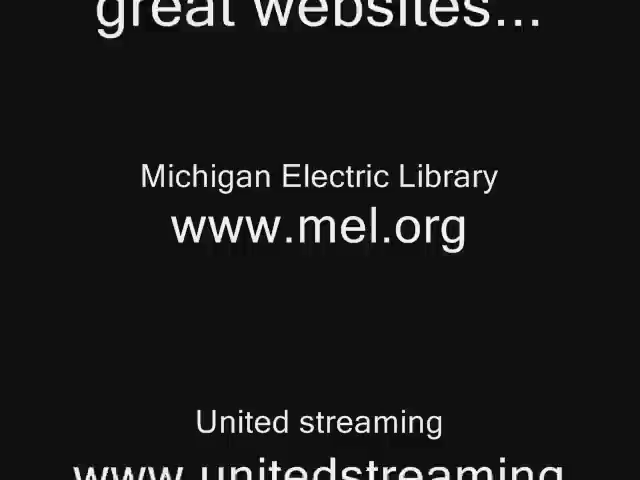 great websites...
Michigan Electric Library
www.mel.org
United streaming
www.unitedstreaming